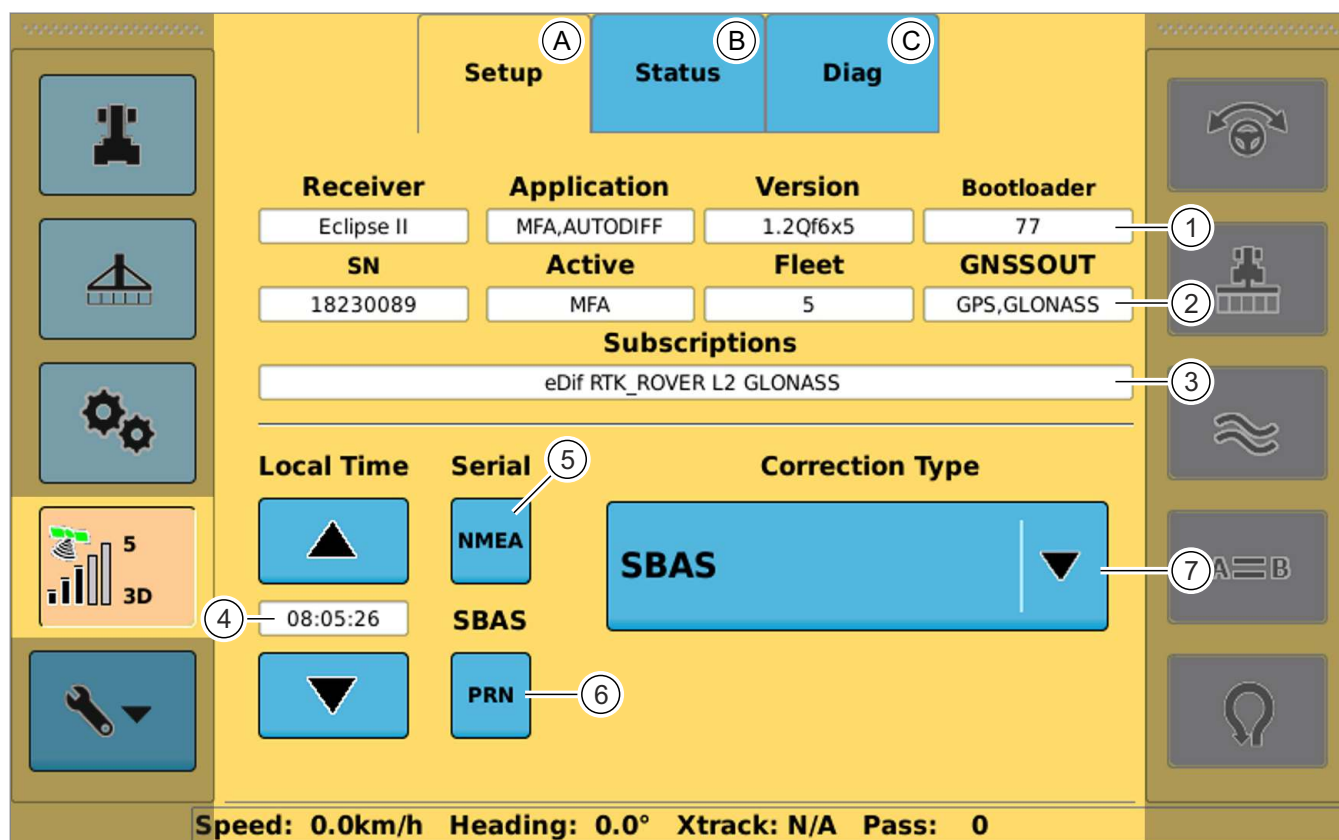 A B C
Setup Status Diag
Receiver Application Version Bootloader
Eclipse II MFA,AUTODIFF 1.2Qf6x5 77 1
SN Active Fleet GNSSOUT
18230089 MFA 5 GPS,GLONASS 2
Subscriptions
eDif RTK_ROVER L2 GLONASS 3
Local Time Serial 5 Correction Type
NMEA
5
3D
SBAS 7 A B
4 08:05:26 SBAS
PRN 6
Speed: 0.0km/h Heading: 0.0° Xtrack: N/A Pass: 0